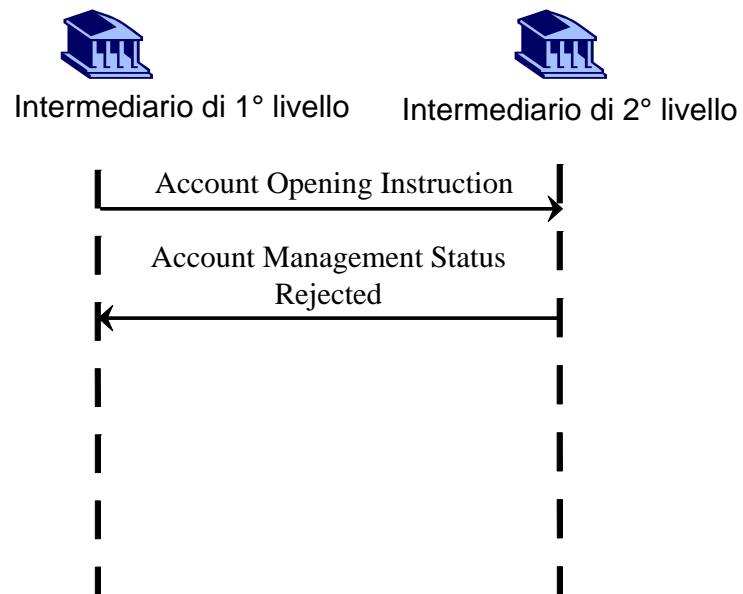 Intermediario di 1° livello
Intermediario di 2° livello
Account Opening Instruction
Account Management Status
Rejected